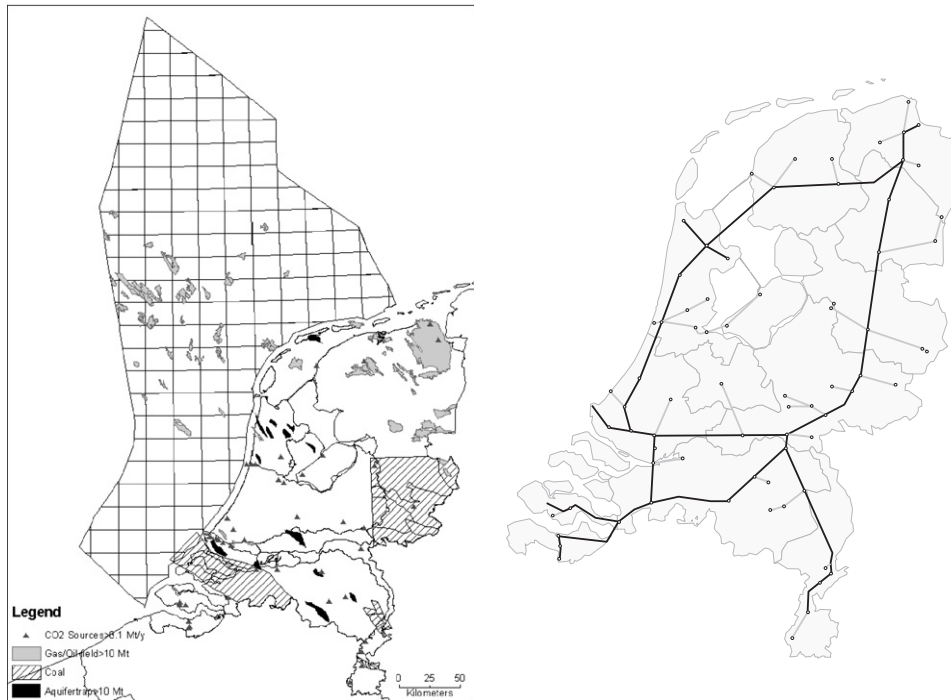 Legend
CO2 Sources>0.1 Mt/y
Gas/Oil field>10 Mt
Coal
Aquifertrap>10 Mt
0 25 50
Kilometers